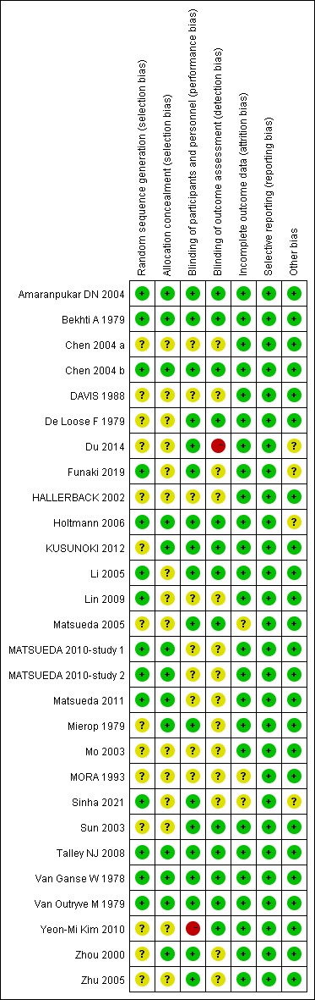 Random sequence generation (selection bias)
Allocation concealment (selection bias)
Blinding of participants and personnel (performance bias)
Blinding of outcome assessment (detection bias)
Incomplete outcome data (attrition bias)
Selective reporting (reporting bias)
Other bias
Amaranpukar DN 2004 + + + + + + +
Bekhti A 1979 + + + + + + +
Chen 2004 a ? ? ? ? + + +
Chen 2004 b + + + + + + +
DAVIS 1988 ? ? ? ? + + +
De Loose F 1979 ? ? + + + + +
Du 2014 ? ? + - + + ?
Funaki 2019 + ? + ? + + ?
HALLERBACK 2002 ? ? ? ? + + +
Holtmann 2006 + + + + + + ?
KUSUNOKI 2012 ? + + + + + +
Li 2005 + ? + + + + +
Lin 2009 + ? ? ? + + +
Matsueda 2005 ? ? + + ? + +
MATSUEDA 2010-study 1 + + ? ? + + +
MATSUEDA 2010-study 2 + + ? ? + + +
Matsueda 2011 + + ? ? + + +
Mierop 1979 ? + + ? + + +
Mo 2003 ? ? ? ? + + +
MORA 1993 ? ? ? ? ? + +
Sinha 2021 + ? + ? ? + ?
Sun 2003 ? ? + + + + +
Talley NJ 2008 + + + + + + +
Van Ganse W 1978 + + + + + + +
Van Outryve M 1979 + + + + + + +
Yeon-Mi Kim 2010 ? ? - + + + +
Zhou 2000 ? + + ? + + +
Zhu 2005 ? ? + ? + + +